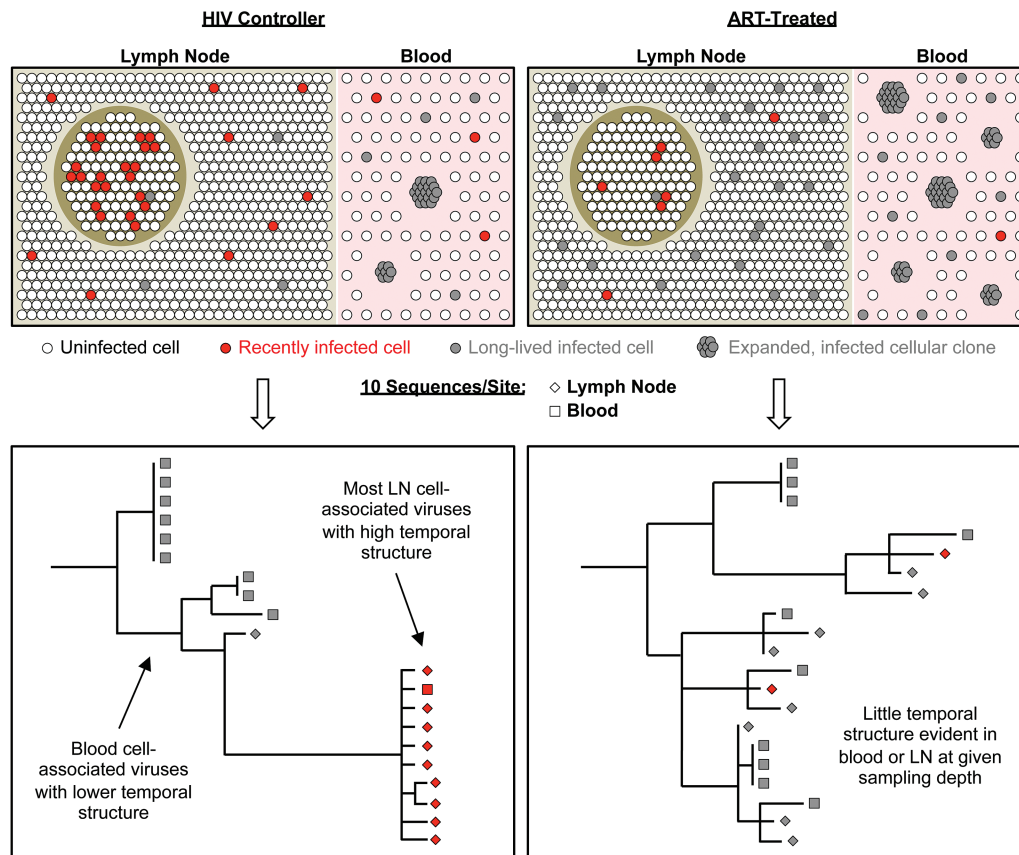 HIV Controller
ART-Treated
Lymph Node
Blood
Lymph Node
Blood
Uninfected cell
Recently infected cell
Long-lived infected cell
Expanded, infected cellular clone
10 Sequences/Site:
Lymph Node
Blood
Most LN cell-
associated viruses
with high temporal
structure
Blood cell-
associated viruses
with lower temporal
structure
Little temporal
structure evident in
blood or LN at given
sampling depth